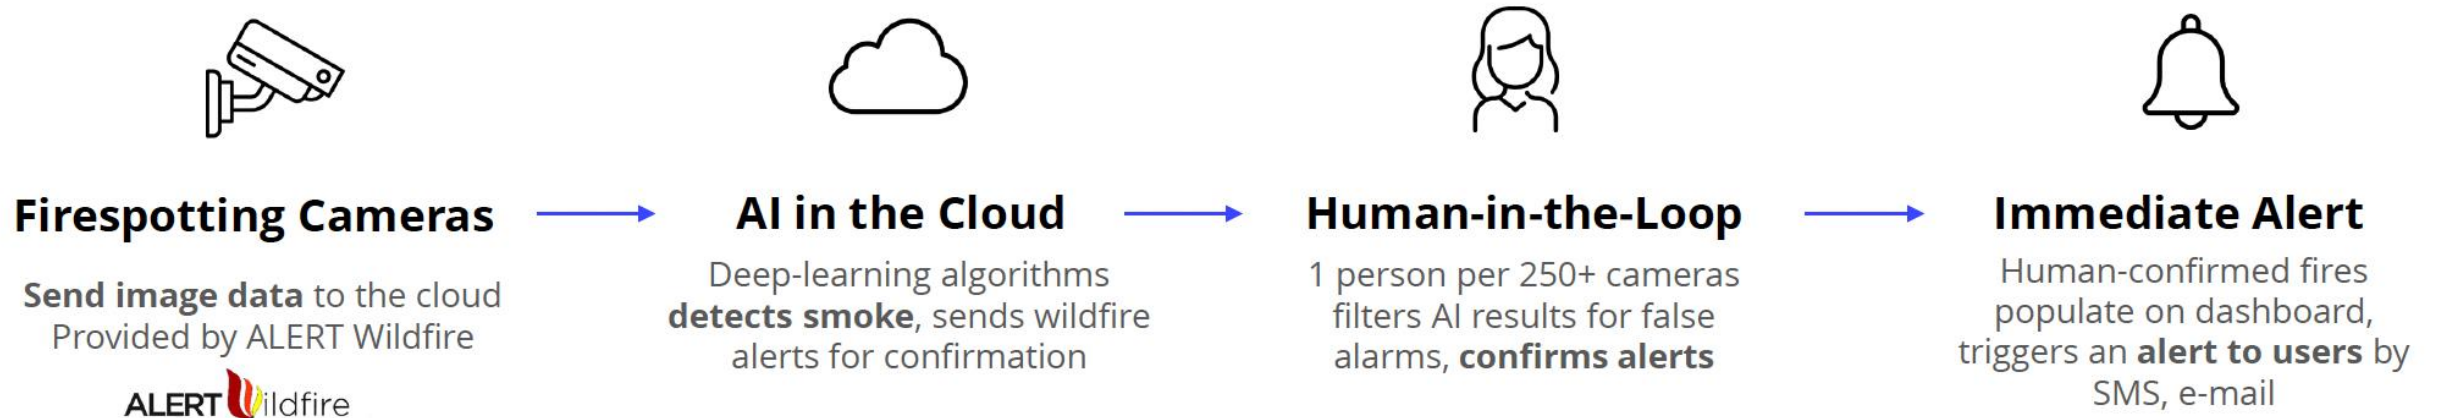 Firespotting Cameras
Send image data to the cloud
Provided by ALERT Wildfire
ALERT Wildfire
AI in the Cloud
Deep-learning algorithms
detects smoke, sends wildfire
alerts for confirmation
Human-in-the-Loop
1 person per 250+ cameras
filters AI results for false
alarms, confirms alerts
Immediate Alert
Human-confirmed fires
populate on dashboard,
triggers an alert to users by
SMS, e-mail